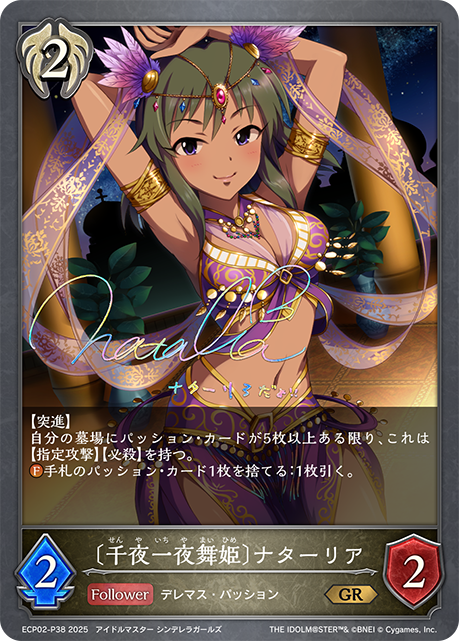 2
Natalia
ナターリアだよ!!
【突進】
自分の墓場にパッション・カードが5枚以上ある限り、これは
【指定攻撃】【必殺】を持つ。
F手札のパッション・カード1枚を捨てる：1枚引く。
せんやいちやまいひめ
〔千夜一夜舞姫〕ナターリア
2
Follower デレマス・パッション GR
2
ECP02-P38 2025 アイドルマスター シンデレラガールズ THE IDOLM@STER™& ©BNEI © Cygames, Inc.